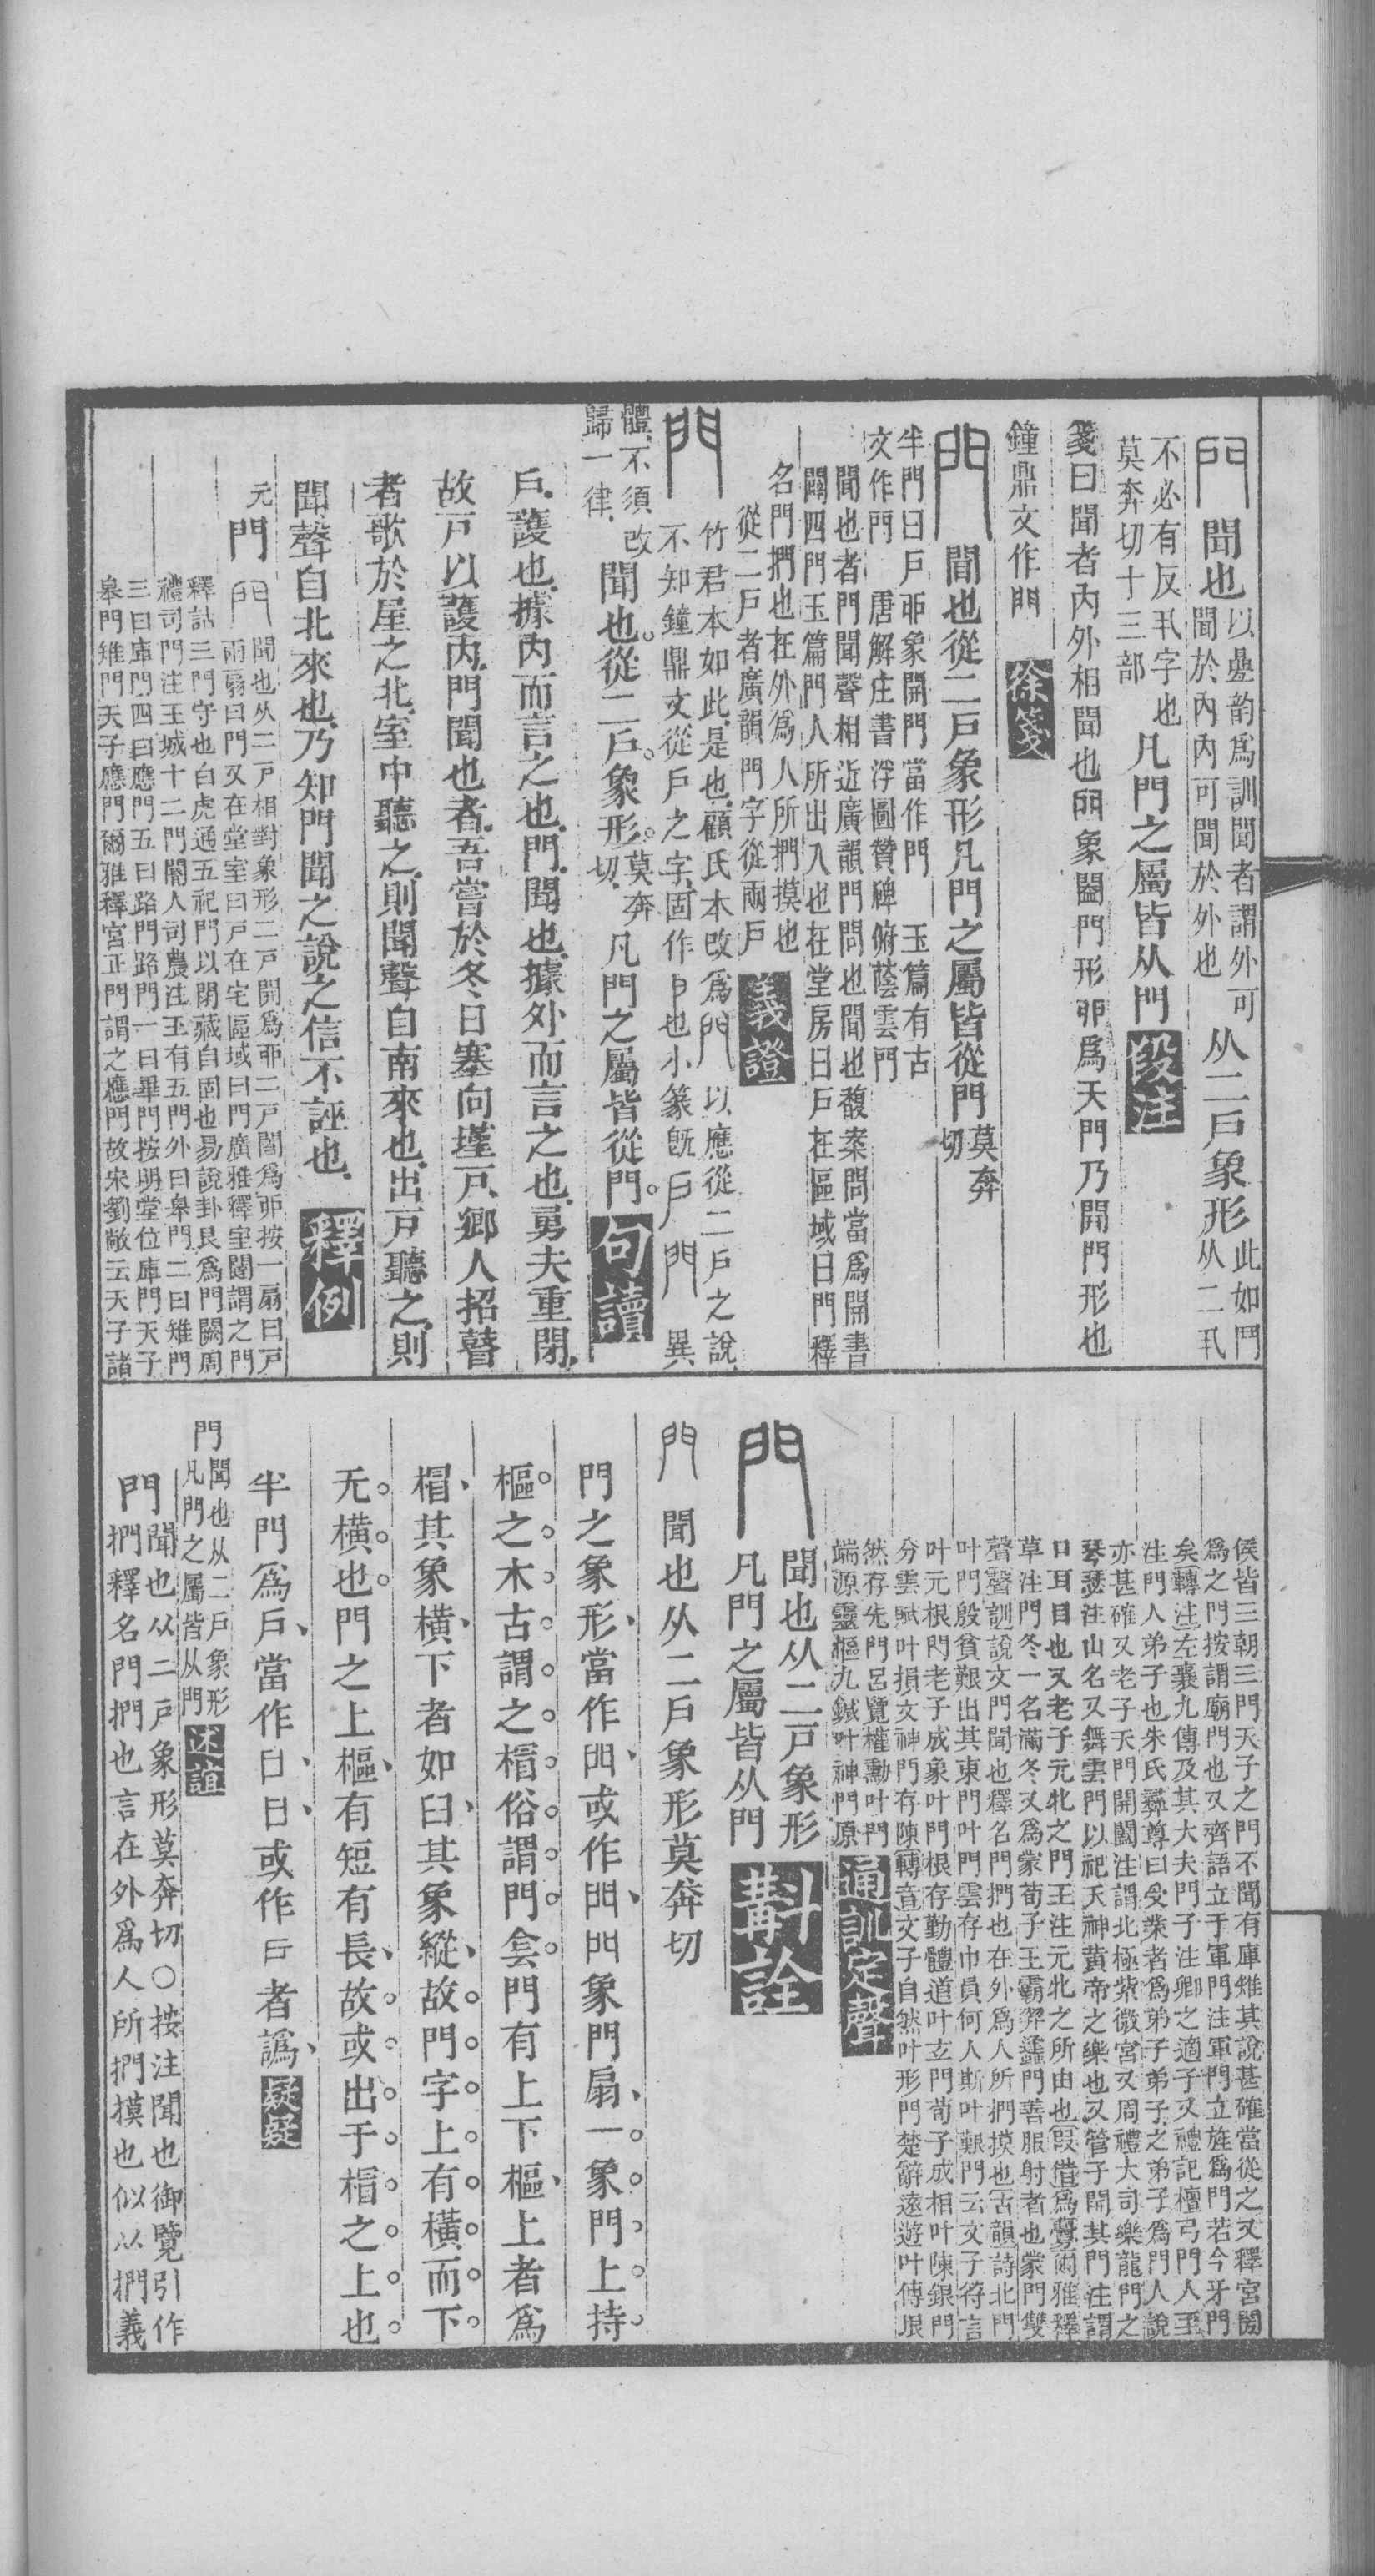 門聞也以疊韵爲訓聞者謂外可
聞於內內可聞於外也从二戶象形此如門
从二丮
不必有反丮字也
莫奔切十三部凡門之屬皆从門段注
箋曰聞者內外相聞也丣象闔門形戼爲天門乃開門形也
鐘鼎文作門徐箋
門聞也從二戶象形凡門之屬皆從門莫奔切
半門曰戶戼象開門當作門 玉篇有古
文作門 唐解庄書浮圖贊碑俯蔭雲門
聞也者門聞聲相近廣韻門問也聞也馥案問當爲開書
闢四門玉篇門人所出入也在堂房曰戶在區域曰門釋
名門捫也在外爲人所捫摸也
從二戶者廣韻門字從兩戶義證
門竹君本如此是也顧氏本改爲門以應從二戶之說
不知鐘鼎文從戶之字固作戶也小篆旣戶門異
體不須改
歸一律聞也從二戶象形莫奔切凡門之屬皆從門句讀
戶護也據內而言之也門聞也據外而言之也勇夫重閉
故戶以護內門聞也者吾嘗於冬日塞向墐戶鄉人招瞽
者歌於屋之北室中聽之則聞聲自南來也出戶聽之則
聞聲自北來也乃知門聞之說之信不誣也釋例
元門門聞也从二戶相對象形二戶開爲戼二戶闔爲丣按一扇曰戶
兩扇曰門又在堂室曰戶在宅區域曰門廣雅釋室閮謂之門
釋詁三門守也白虎通五祀門以閉藏自固也易說卦艮爲門闕周
禮司門注王城十二門閽人司農注王有五門外曰皋門二曰雉門
三曰庫門四曰應門五曰路門路門一曰畢門按明堂位庫門天子
皋門雉門天子應門爾雅釋宮正門謂之應門故宋劉敞云天子諸
侯皆三朝三門天子之門不聞有庫雉其說甚確當從之又釋宮閍
爲之門按謂廟門也又齊語立于軍門注軍門立旌爲門若今牙門
矣轉注左襄九傳及其大夫門子注卿之適子又禮記檀弓門人至
注門人弟子也朱氏彝尊曰受業者爲弟子弟子之弟子爲門人說
亦甚確又老子天門開闔注謂北極紫微宮又周禮大司樂龍門之
琴瑟注山名又舞雲門以祀天神黃帝之樂也又管子開其門注謂
口耳目也又老子元牝之門王注元牝之所由也叚借爲虋爾雅釋
草注門冬一名滿冬又爲蒙荀子王霸羿蠭門善服射者也蒙門雙
聲聲訓說文門聞也釋名門捫也在外爲人所捫摸也古韻詩北門
叶門殷貧艱出其東門叶門雲存巾員何人斯叶艱門云文子符言
叶元根門老子成象叶門根存勤體道叶玄門荀子成相叶陳銀門
分雲賦叶損文神門存陳轉音文子自然叶形門楚辭遠遊叶傳垠
然存先門呂覽權勳叶門
端源靈樞九鍼叶神門原通訓定聲
門聞也从二戶象形
凡門之屬皆从門斠詮
門聞也从二戶象形莫奔切
門之象形當作門或作門門象門扇一象門上持
樞之木古謂之楣俗謂門㑹門有上下樞上者爲
楣其象橫下者如臼其象縱故門字上有橫而下
无橫也門之上樞有短有長故或出于楣之上也
半門爲戶當作日日或作戶者譌疑疑
門聞也从二戶象形
凡門之屬皆从門述誼
門聞也从二戶象形莫奔切○按注聞也御覽引作
捫釋名門捫也言在外爲人所捫摸也似以捫義